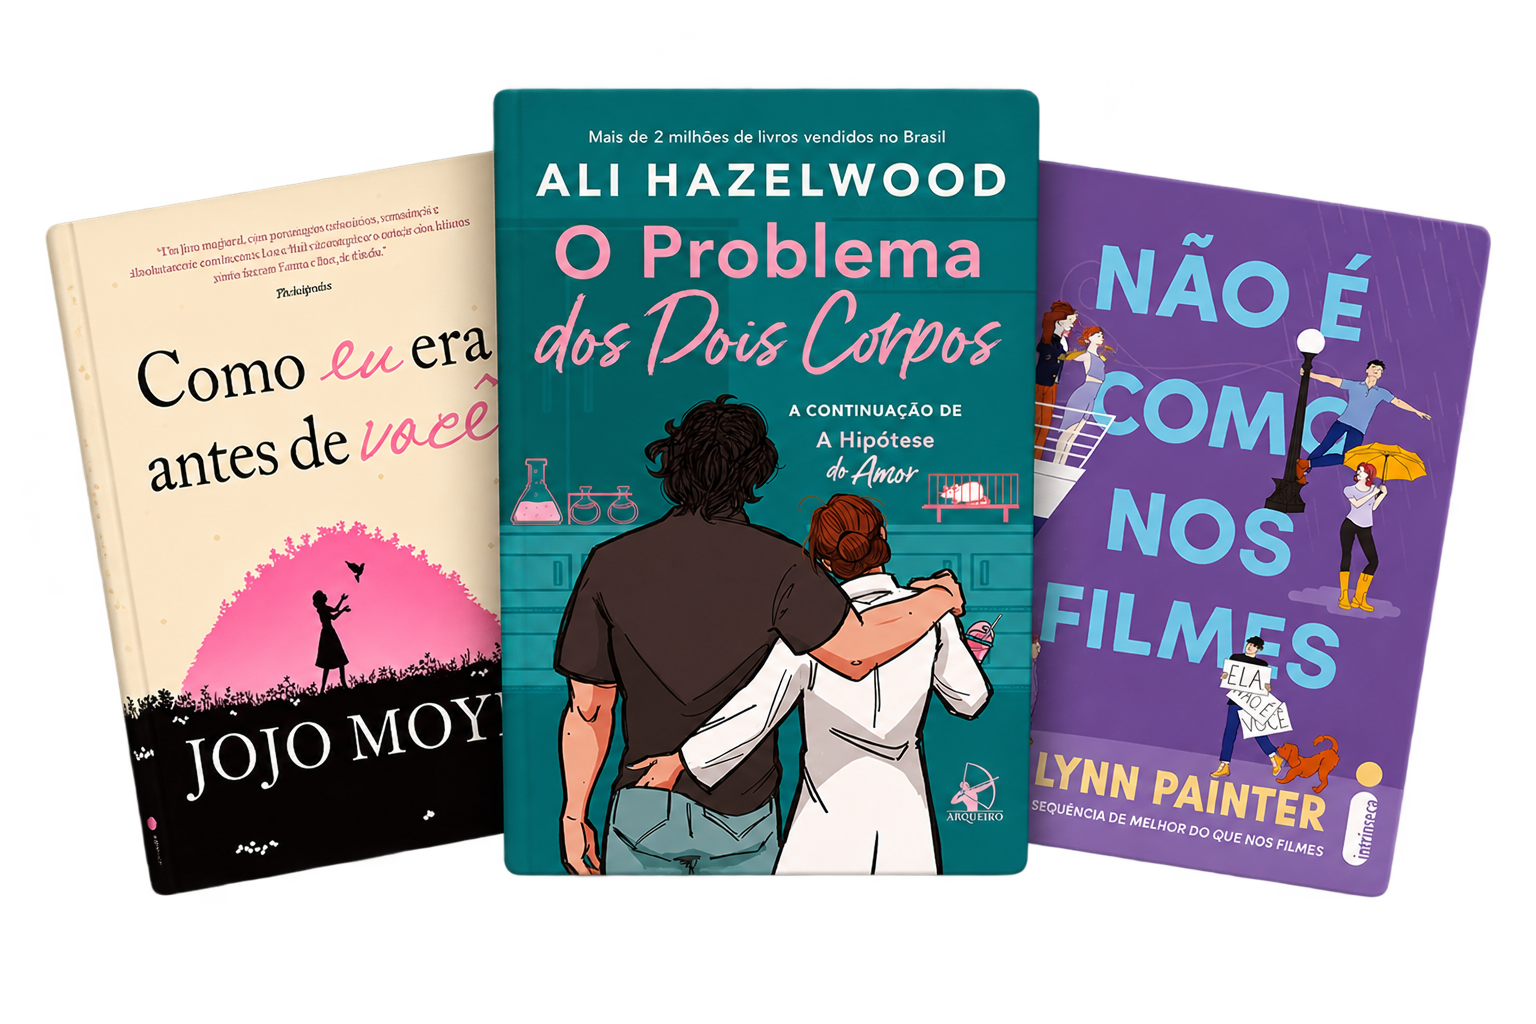 Como eu era
antes de você
JOJO MOY
Mais de 2 milhões de livros vendidos no Brasil
ALI HAZELWOOD
O Problema
dos Dois Corpos
A CONTINUAÇÃO DE
A Hipótese
do Amor
ARQUEIRO
NÃO É
COMO
NOS
FILMES
ELA
NÃO É
VOCÊ
LYNN PAINTER
SEQUÊNCIA DE MELHOR DO QUE NOS FILMES
intrínseca